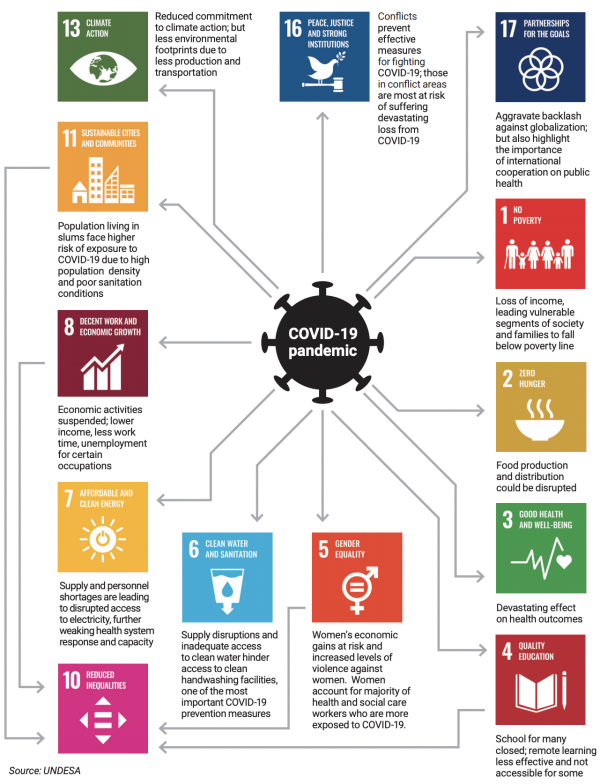 13 CLIMATE
ACTION
Reduced commitment
to climate action; but
less environmental
footprints due to
less production and
transportation
16 PEACE, JUSTICE
AND STRONG
INSTITUTIONS
Conflicts
prevent
effective
measures
for fighting
COVID-19; those
in conflict areas
are most at risk
of suffering
devastating
loss from
COVID-19
17 PARTNERSHIPS
FOR THE GOALS
Aggravate backlash
against globalization;
but also highlight
the importance
of international
cooperation on public
health
11 SUSTAINABLE CITIES
AND COMMUNITIES
Population living in
slums face higher
risk of exposure to
COVID-19 due to high
population density
and poor sanitation
conditions
1 NO
POVERTY
Loss of income,
leading vulnerable
segments of society
and families to fall
below poverty line
COVID-19
pandemic
8 DECENT WORK AND
ECONOMIC GROWTH
Economic activities
suspended; lower
income, less work
time, unemployment
for certain
occupations
2 ZERO
HUNGER
Food production
and distribution
could be disrupted
7 AFFORDABLE AND
CLEAN ENERGY
Supply and personnel
shortages are leading
to disrupted access
to electricity, further
weaking health system
response and capacity
6 CLEAN WATER
AND SANITATION
Supply disruptions and
inadequate access
to clean water hinder
access to clean
handwashing facilities,
one of the most
important COVID-19
prevention measures
5 GENDER
EQUALITY
Women's economic
gains at risk and
increased levels of
violence against
women. Women
account for majority of
health and social care
workers who are more
exposed to COVID-19.
3 GOOD HEALTH
AND WELL-BEING
Devastating effect
on health outcomes
4 QUALITY
EDUCATION
School for many
closed; remote learning
less effective and not
accessible for some
10 REDUCED
INEQUALITIES
Source: UNDESA